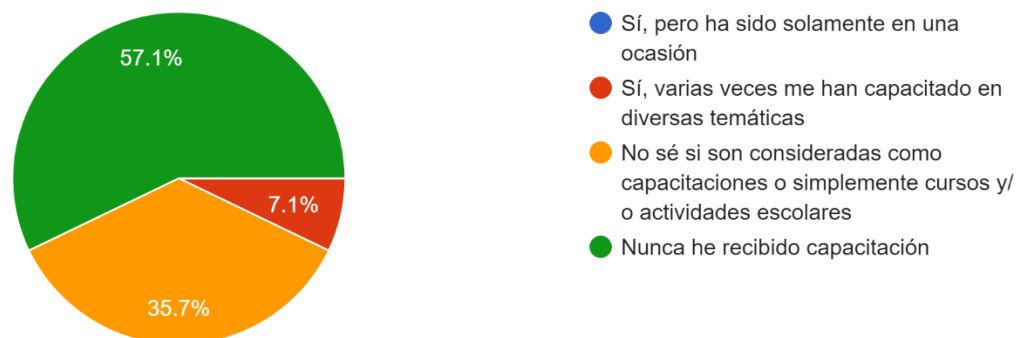 57.1%
7.1%
35.7%
Sí, pero ha sido solamente en una
ocasión
Sí, varias veces me han capacitado en
diversas temáticas
No sé si son consideradas como
capacitaciones o simplemente cursos y/
o actividades escolares
Nunca he recibido capacitación